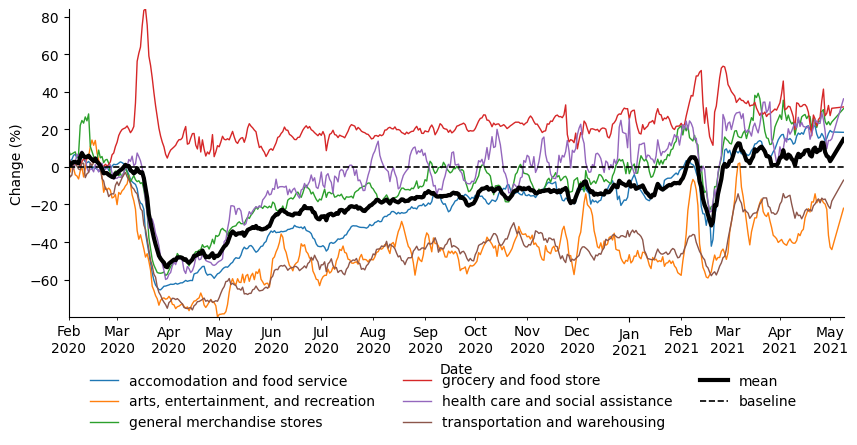 80
60
40
20
0
−20
−40
−60
Change (%)
Feb Mar Apr May Jun Jul Aug Sep Oct Nov Dec Jan Feb Mar Apr May
2020 2020 2020 2020 2020 2020 2020 2020 2020 2020 2020 2021 2021 2021 2021 2021
Date
accomodation and food service
arts, entertainment, and recreation
general merchandise stores
grocery and food store
health care and social assistance
transportation and warehousing
mean
baseline